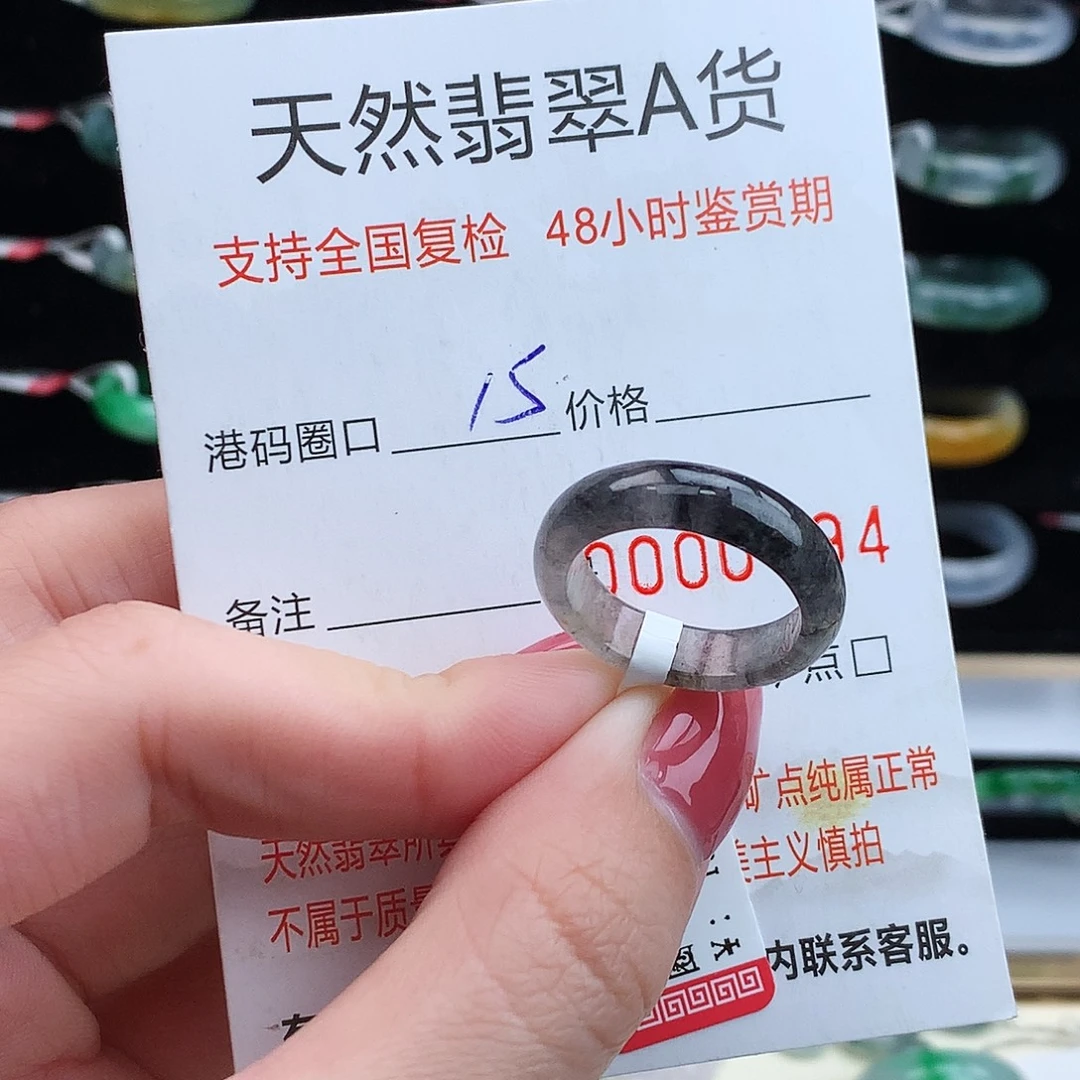 天然翡翠A货
支持全国复检 48小时鉴赏期
港码圈口 15 价格
0000 94
备注
点□
矿点纯属正常
天然翡翠所
主义慎拍
不属于质量
内联系客服。